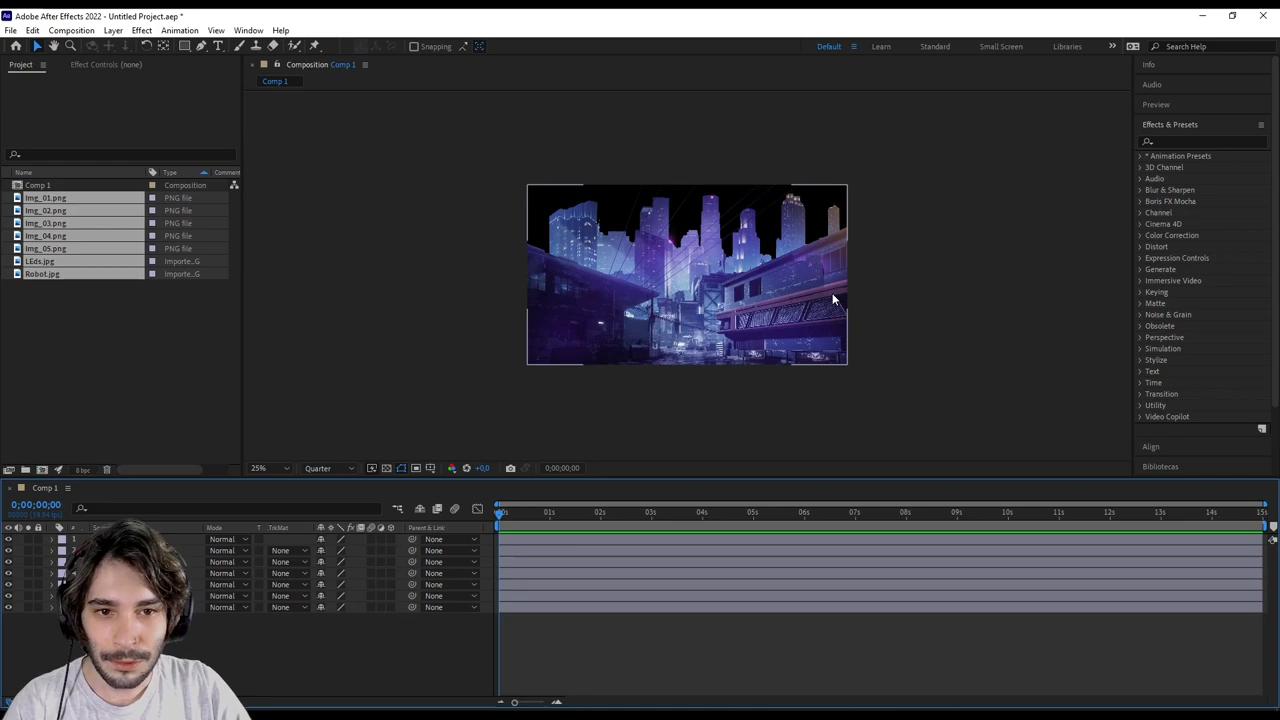 Adobe After Effects 2022 - Untitled Project.aep *
File Edit Composition Layer Effect Animation View Window Help
Snapping
Default Learn Standard Small Screen Libraries Search Help
Project Effect Controls (none)
Composition Comp 1
Comp 1
Info
Audio
Preview
Effects & Presets
Name Type Comment
Comp 1 Composition
Img_01.png PNG file
Img_02.png PNG file
Img_03.png PNG file
Img_04.png PNG file
Img_05.png PNG file
LEds.jpg Importe...G
Robot.jpg Importe...G
* Animation Presets
3D Channel
Audio
Blur & Sharpen
Boris FX Mocha
Channel
Cinema 4D
Color Correction
Distort
Expression Controls
Generate
Immersive Video
Keying
Matte
Noise & Grain
Obsolete
Perspective
Simulation
Stylize
Text
Time
Transition
Utility
Video Copilot
Align
Bibliotecas
8 bpc
25% Quarter +0,0 0;00;00;00
Comp 1
0;00;00;00
01s 02s 03s 04s 05s 06s 07s 08s 09s 10s 11s 12s 13s 14s 15s
Mode T .TrkMat Parent & Link
1 Normal None
Normal None None
Normal None None
Normal None None
Normal None None
Normal None None
Normal None None